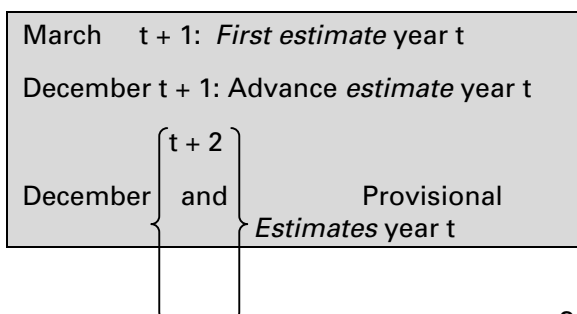 March t + 1: First estimate year t
December t + 1: Advance estimate year t
t + 2
December and Provisional
Estimates year t